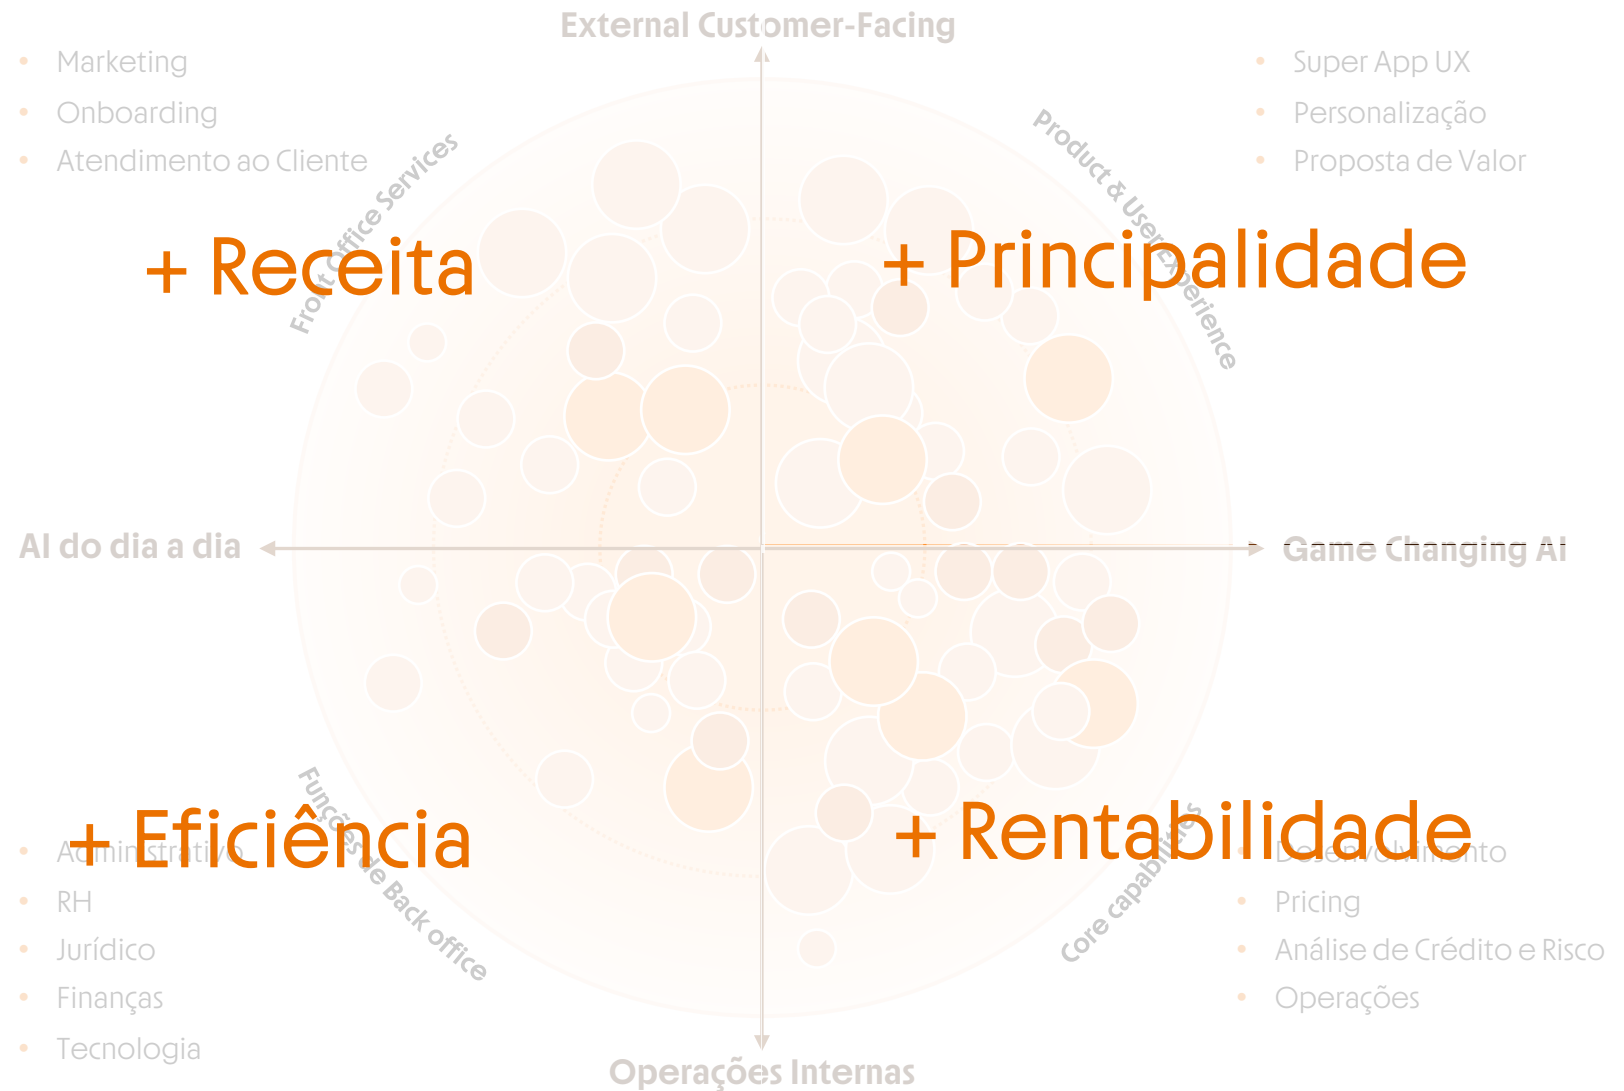 External Customer-Facing
Marketing
Onboarding
Atendimento ao Cliente
Super App UX
Personalização
Proposta de Valor
Front Office Services
Product & User Experience
+ Receita
+ Principalidade
AI do dia a dia
Game Changing AI
+ Eficiência
+ Rentabilidade
Funções de Back office
Core capabilities
Administrativo
RH
Jurídico
Finanças
Tecnologia
Desenvolvimento
Pricing
Análise de Crédito e Risco
Operações
Operações Internas